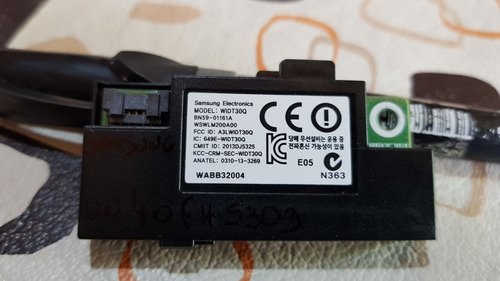 Samsung Electronics
MODEL: WIDT30Q
BN59-01161A
WSWLM200A00
FCC ID: A3LWIDT30Q
IC: 649E-WIDT30Q
CMIIT ID: 2013DJ5325
KCC-CRM-SEC-WIDT30Q
ANATEL: 0310-13-3269
WABB32004
CE
당해 무선설비는 운용 중
전파혼신 가능성이 있음
E05
N363
5303